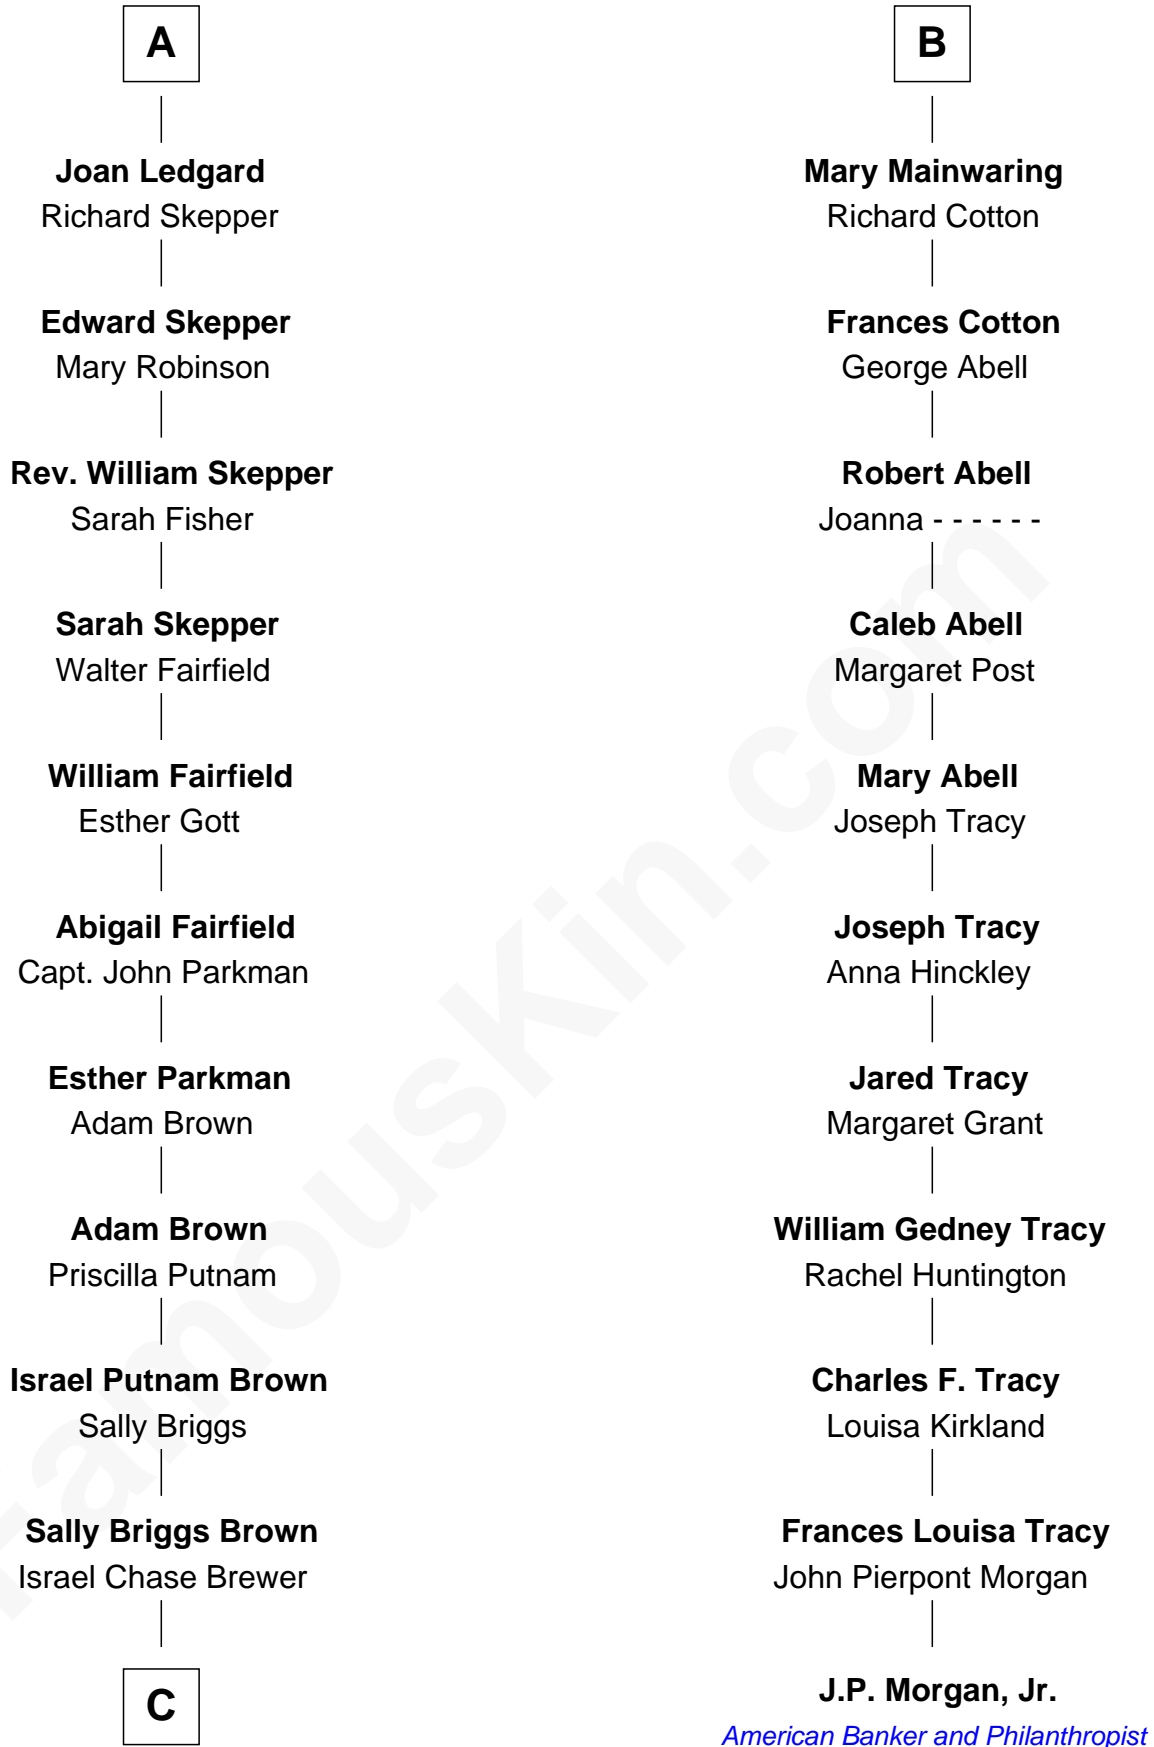 A
Joan Ledgard
Richard Skepper
Edward Skepper
Mary Robinson
Rev. William Skepper
Sarah Fisher
Sarah Skepper
Walter Fairfield
William Fairfield
Esther Gott
Abigail Fairfield
Capt. John Parkman
Esther Parkman
Adam Brown
Adam Brown
Priscilla Putnam
Israel Putnam Brown
Sally Briggs
Sally Briggs Brown
Israel Chase Brewer
C
B
Mary Mainwaring
Richard Cotton
Frances Cotton
George Abell
Robert Abell
Joanna - - - - - -
Caleb Abell
Margaret Post
Mary Abell
Joseph Tracy
Joseph Tracy
Anna Hinckley
Jared Tracy
Margaret Grant
William Gedney Tracy
Rachel Huntington
Charles F. Tracy
Louisa Kirkland
Frances Louisa Tracy
John Pierpont Morgan
J.P. Morgan, Jr.
American Banker and Philanthropist
FamousKin.com